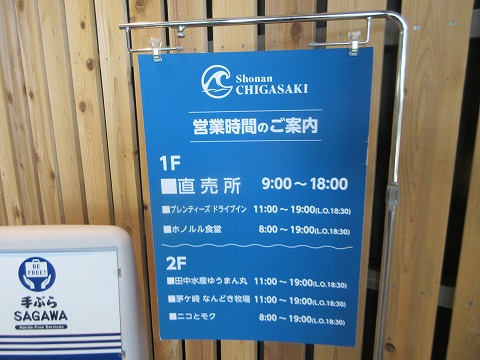 Shonan
CHIGASAKI
営業時間のご案内
1F
■直売所 9:00～18:00
■プレンティーズ ドライブイン 11:00～19:00(L.O.18:30)
■ホノルル食堂 8:00～19:00(L.O.18:30)
2F
■田中水産ゆうまん丸 11:00～19:00(L.O.18:30)
■茅ヶ崎 なんどき牧場 11:00～19:00(L.O.18:30)
■ニコとモク 8:00～19:00(L.O.18:30)
BE
FREE!
手ぶら
SAGAWA
Hands-Free Services